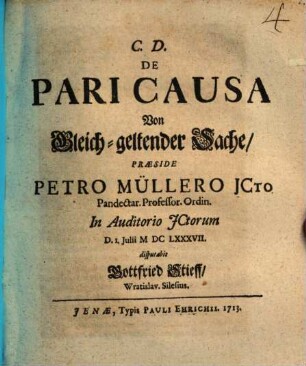 4
C. D.
DE
PARI CAUSA
Von
Gleich-geltender Sache/
PRÆSIDE
PETRO MÜLLERO JCTO
Pandectar. Professor. Ordin.
In Auditorio JCtorum
D. 1. Julii M DC LXXXVII.
disputabit
Gottfried Stieff/
Wratislav. Silesius.
JENÆ, Typis PAULI EHRICHII. 1713.